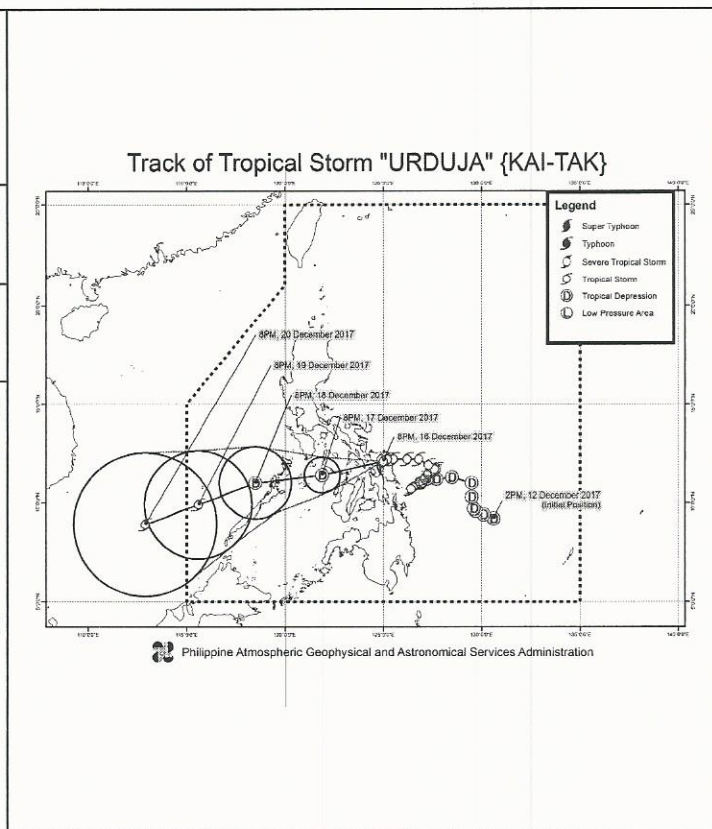 Track of Tropical Storm "URDUJA" {KAI-TAK}
Legend
Super Typhoon
Typhoon
Severe Tropical Storm
Tropical Storm
D Tropical Depression
L Low Pressure Area
8PM, 20 December 2017
8PM, 19 December 2017
8PM, 18 December 2017
8PM, 17 December 2017
8PM, 16 December 2017
2PM, 12 December 2017
(Initial Position)
Philippine Atmospheric Geophysical and Astronomical Services Administration